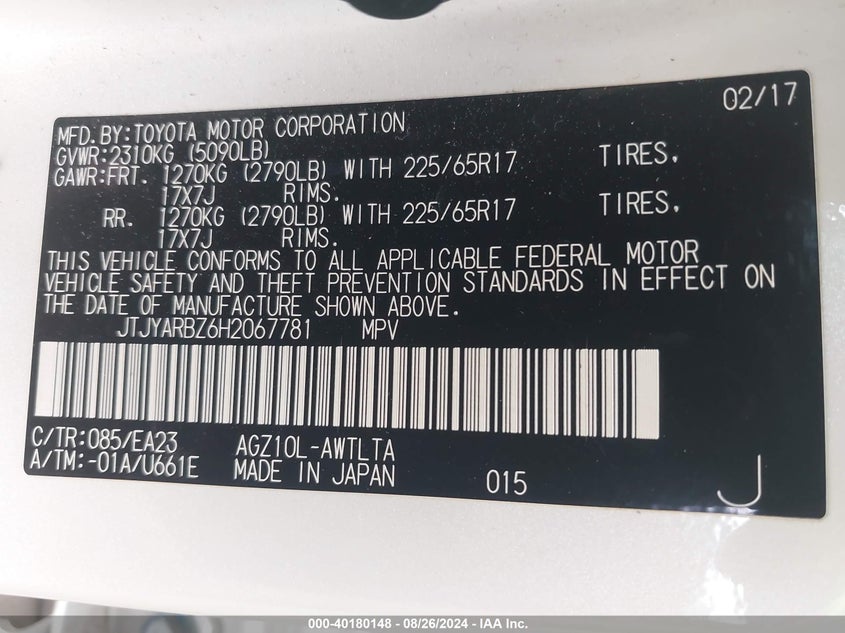 02/17
MFD.BY:TOYOTA MOTOR CORPORATION
GVWR:2310KG (5090LB)
GAWR:FRT. 1270KG (2790LB) WITH 225/65R17 TIRES,
17X7J RIMS.
RR. 1270KG (2790LB) WITH 225/65R17 TIRES,
17X7J RIMS.
THIS VEHICLE CONFORMS TO ALL APPLICABLE FEDERAL MOTOR
VEHICLE SAFETY AND THEFT PREVENTION STANDARDS IN EFFECT ON
THE DATE OF MANUFACTURE SHOWN ABOVE.
JTJYARBZ6H2067781 MPV
C/TR:085/EA23 AGZ10L-AWTLTA
A/TM:-01A/U661E MADE IN JAPAN 015 J
000-40180148 - 08/26/2024 - IAA Inc.